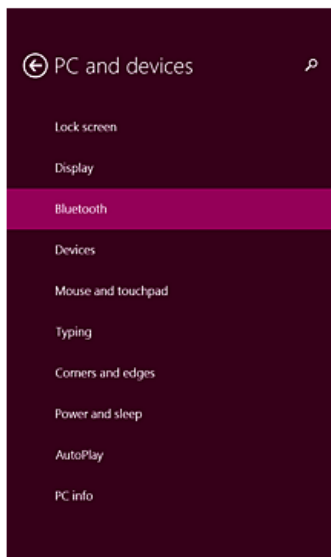 PC and devices
Lock screen
Display
Bluetooth
Devices
Mouse and touchpad
Typing
Corners and edges
Power and sleep
AutoPlay
PC info